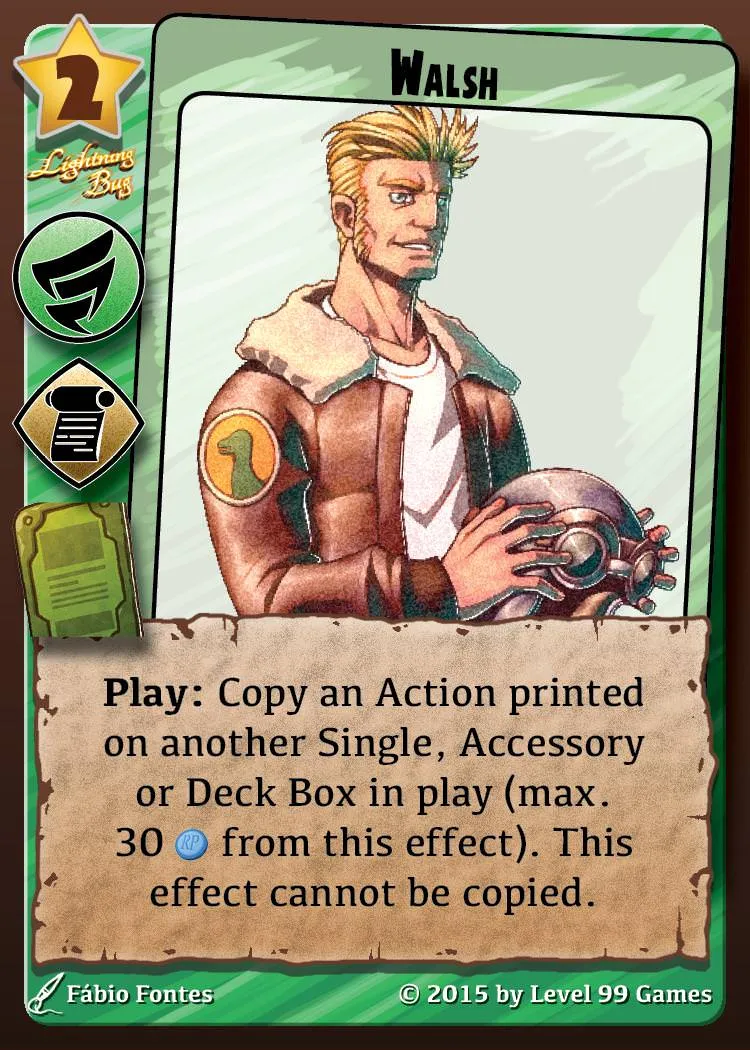 WALSH
2
Lightning
Bug
Play: Copy an Action printed
on another Single, Accessory
or Deck Box in play (max.
30 RP from this effect). This
effect cannot be copied.
Fábio Fontes
© 2015 by Level 99 Games